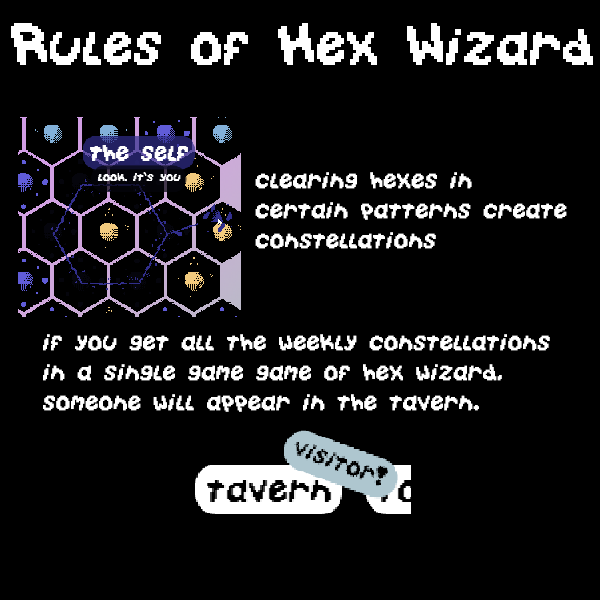 Rules of Hex Wizard
The Self
Look, it's you
clearing hexes in
certain patterns create
constellations
if you get all the weekly constellations
in a single game game of hex wizard.
someone will appear in the tavern.
visitor!
tavern